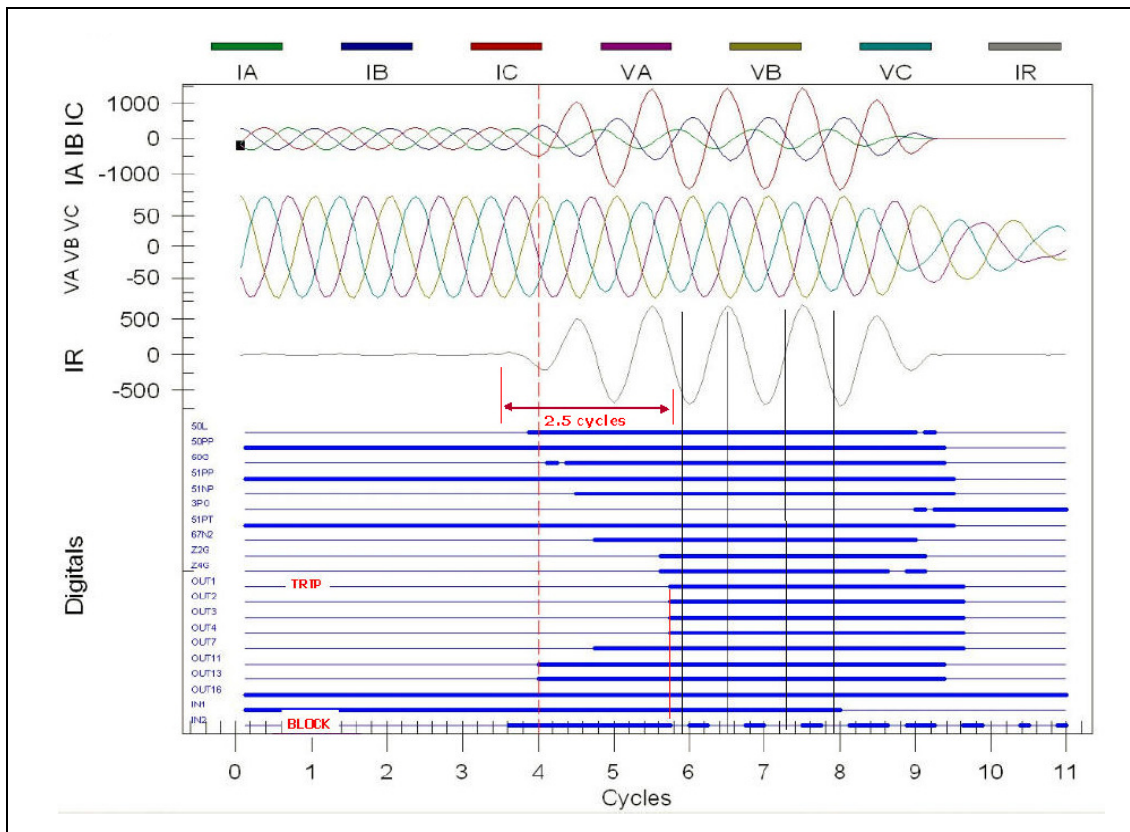 IA IB IC VA VB VC IR
IA IB IC
1000
0
-1000
VA VB VC
50
0
-50
IR
500
0
-500
2.5 cycles
Digitals
50L
50PP
60G
51PP
51NP
3PO
51PT
67N2
Z2G
Z4G
OUT1 TRIP
OUT2
OUT3
OUT4
OUT7
OUT11
OUT13
OUT16
IN1
IN2 BLOCK
0 1 2 3 4 5 6 7 8 9 10 11
Cycles